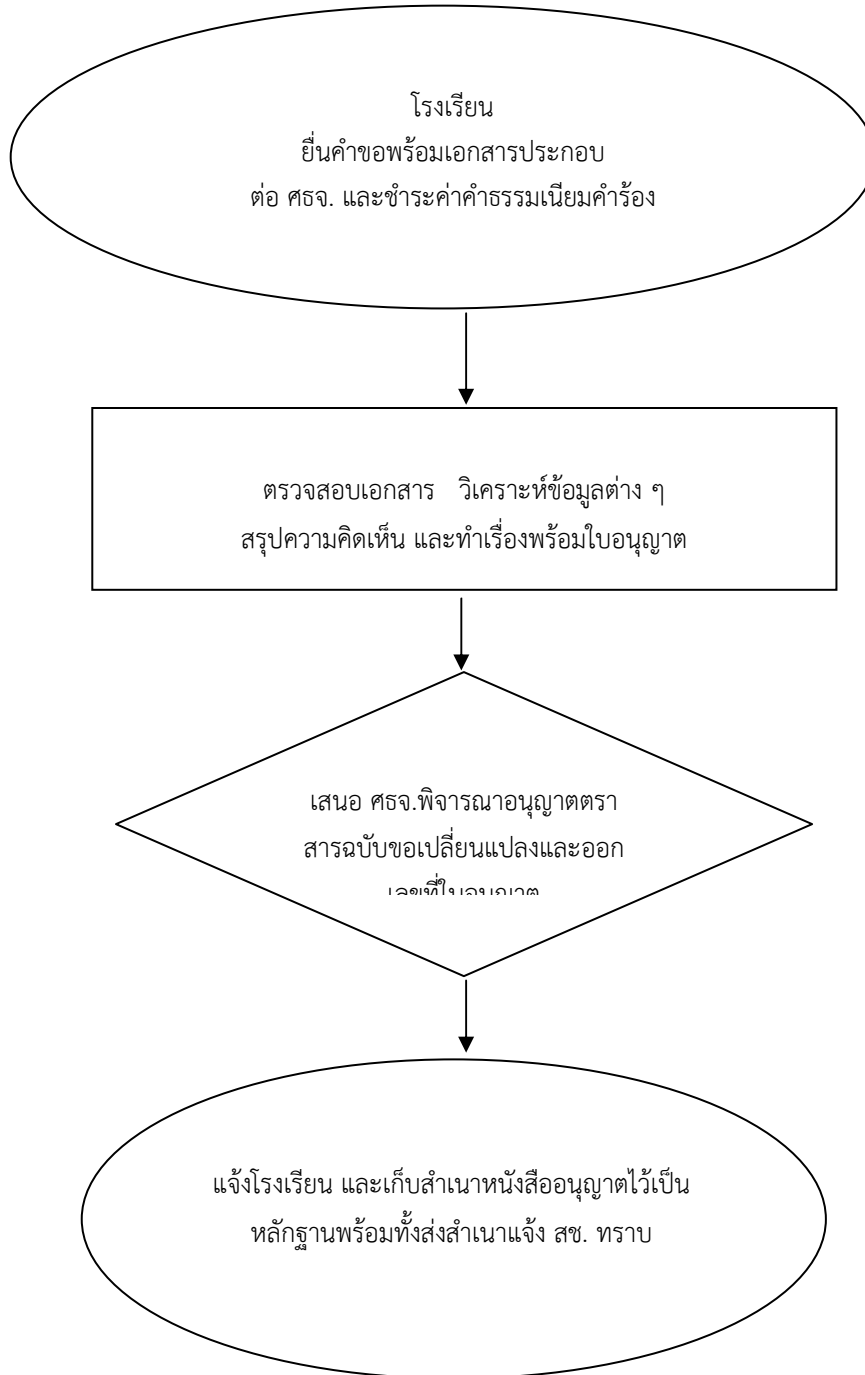 โรงเรียน
ยื่นคำขอพร้อมเอกสารประกอบ
ต่อ ศธจ. และชำระค่าคำธรรมเนียมคำร้อง
ตรวจสอบเอกสาร วิเคราะห์ข้อมูลต่าง ๆ
สรุปความคิดเห็น และทำเรื่องพร้อมใบอนุญาต
เสนอ ศธจ.พิจารณาอนุญาตตรา
สารฉบับขอเปลี่ยนแปลงและออก
เลขที่ใบอนุญาต
แจ้งโรงเรียน และเก็บสำเนาหนังสืออนุญาตไว้เป็น
หลักฐานพร้อมทั้งส่งสำเนาแจ้ง สช. ทราบ